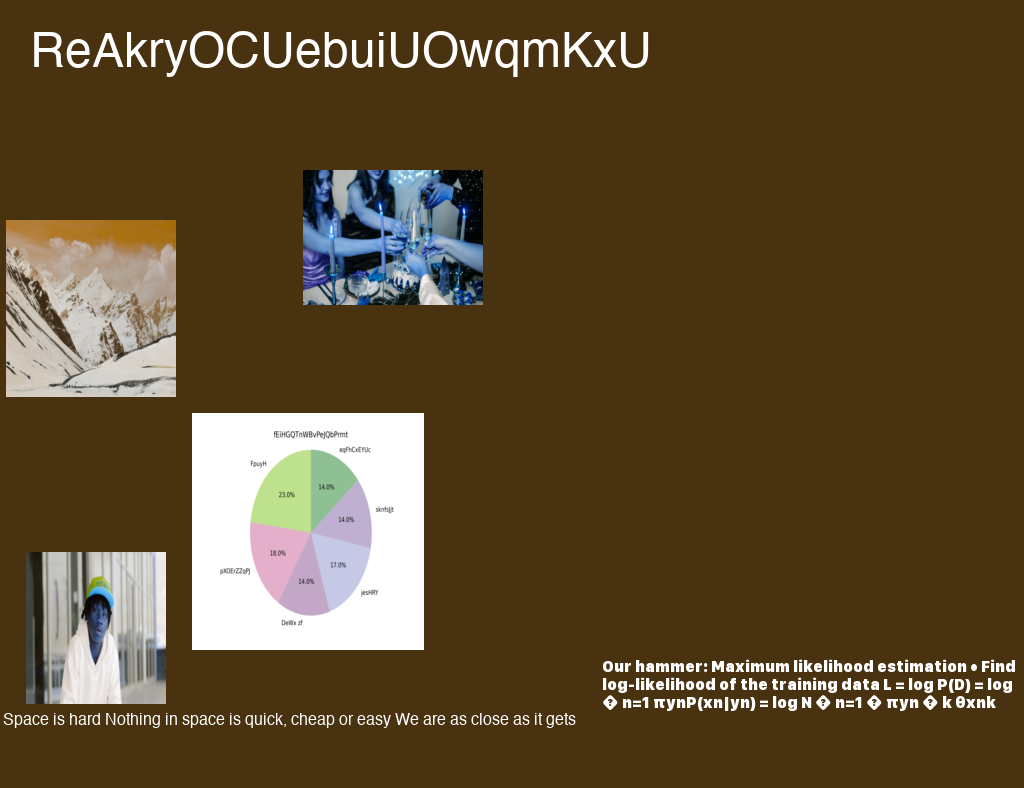 ReAkryOCUebuiUOwqmKxU
fEiHGQTnWBvPeJQbPrmt
eqFhCxEYUc
FpuyH
14.0%
23.0%
sknfsJjt
14.0%
18.0%
17.0%
pXOErZZqPJ
14.0%
jesHRY
DeWx zf
Our hammer: Maximum likelihood estimation • Find
log-likelihood of the training data L = log P(D) = log
� n=1 πynP(xn|yn) = log N � n=1 � πyn � k θxnk
Space is hard Nothing in space is quick, cheap or easy We are as close as it gets